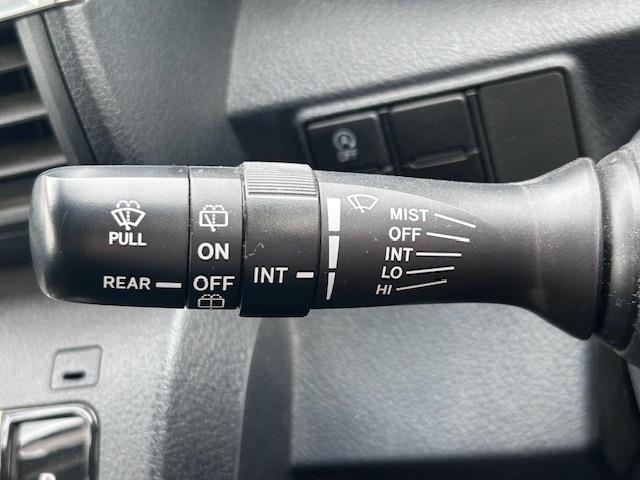 OFF
PULL
REAR
ON
OFF
INT
MIST
OFF
INT
LO
HI